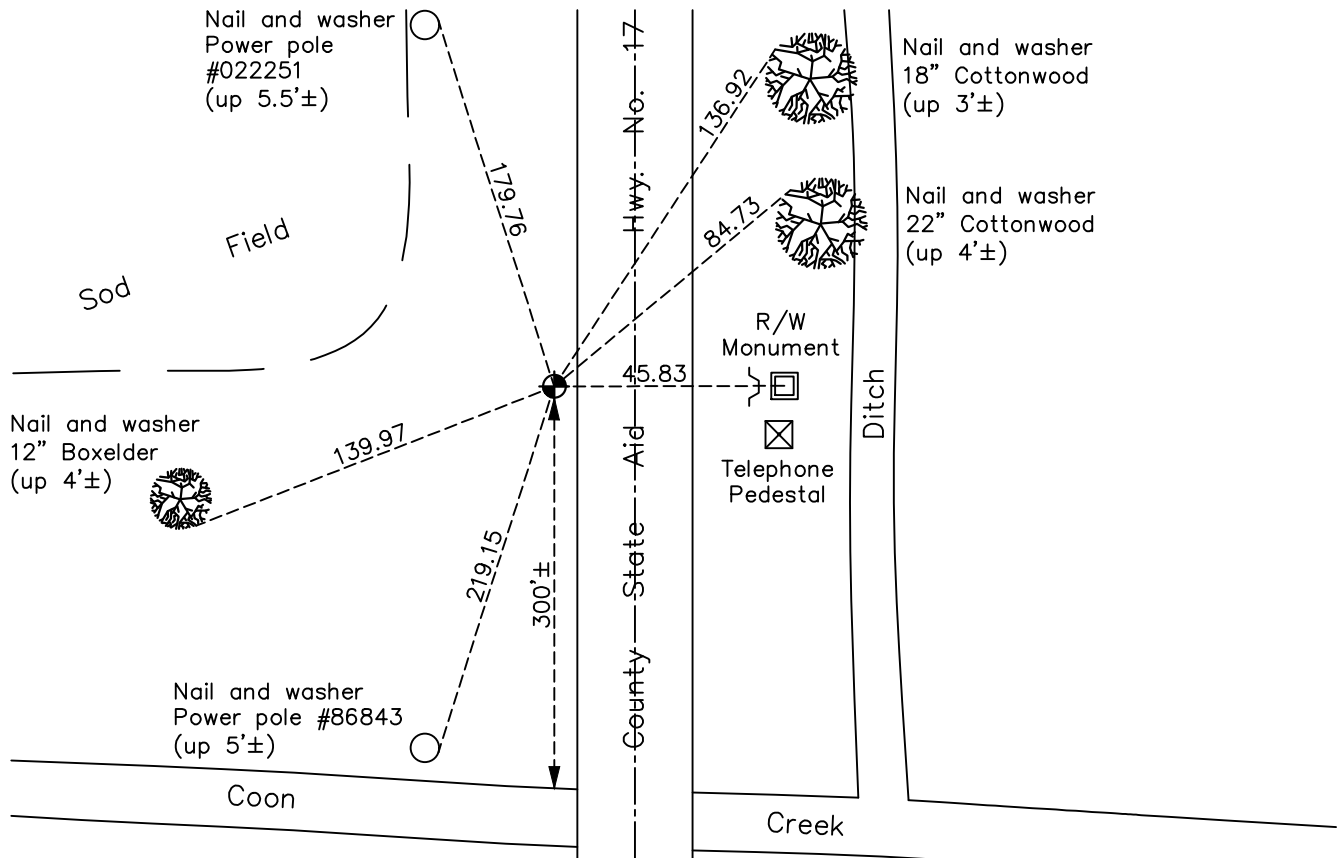 Nail and washer
Power pole
#022251
(up 5.5'±)
Nail and washer
18" Cottonwood
(up 3'±)
136.92
179.76
Nail and washer
22" Cottonwood
(up 4'±)
84.73
Sod Field
R/W
Monument
45.83
Telephone
Pedestal
Ditch
Nail and washer
12" Boxelder
(up 4'±)
139.97
219.15
300'±
County State Aid Hwy. No. 17
Nail and washer
Power pole #86843
(up 5'±)
Coon Creek